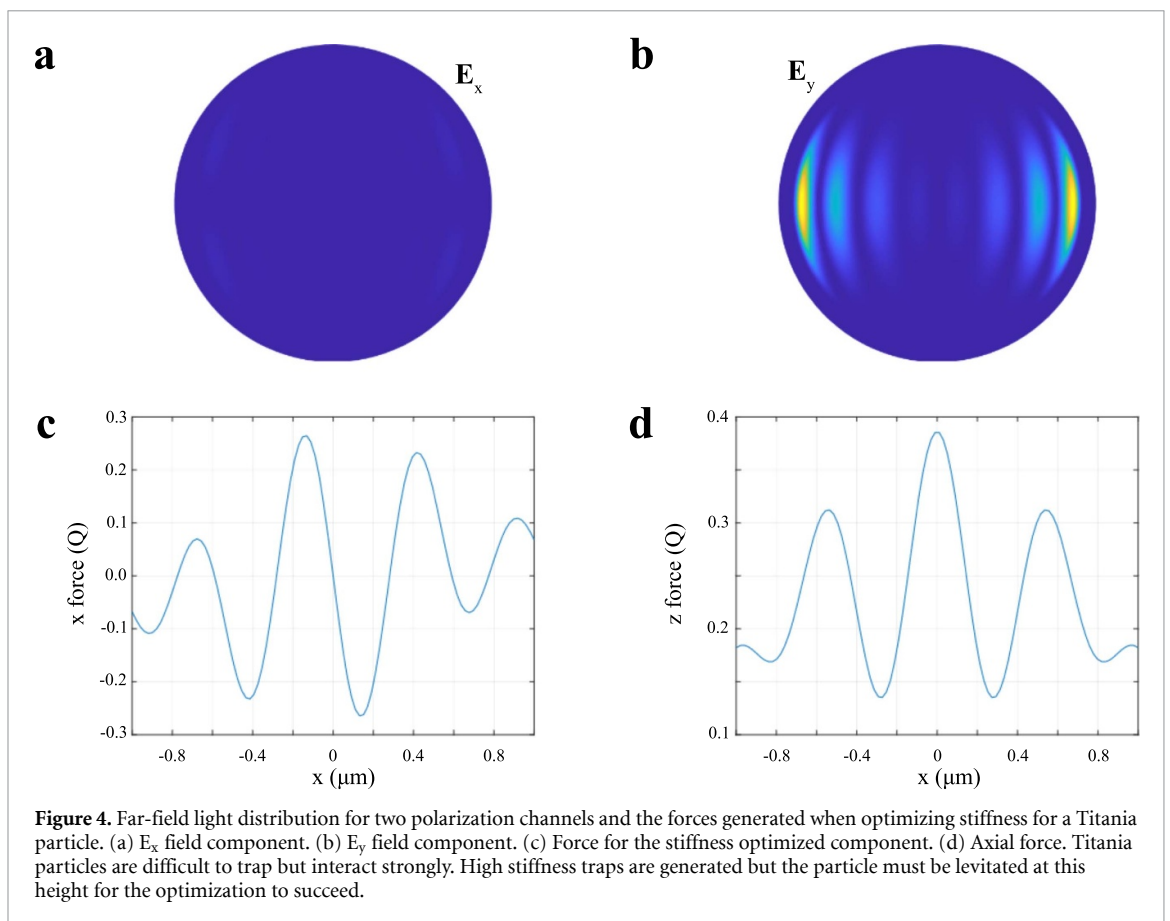 a
E_x
b
E_y
c
0.3
0.2
0.1
0.0
-0.1
-0.2
-0.3
x force (Q)
-0.8 -0.4 0 0.4 0.8
x (μm)
d
0.4
0.3
0.2
0.1
z force (Q)
-0.8 -0.4 0 0.4 0.8
x (μm)
Figure 4. Far-field light distribution for two polarization channels and the forces generated when optimizing stiffness for a Titania
particle. (a) E_x field component. (b) E_y field component. (c) Force for the stiffness optimized component. (d) Axial force. Titania
particles are difficult to trap but interact strongly. High stiffness traps are generated but the particle must be levitated at this
height for the optimization to succeed.